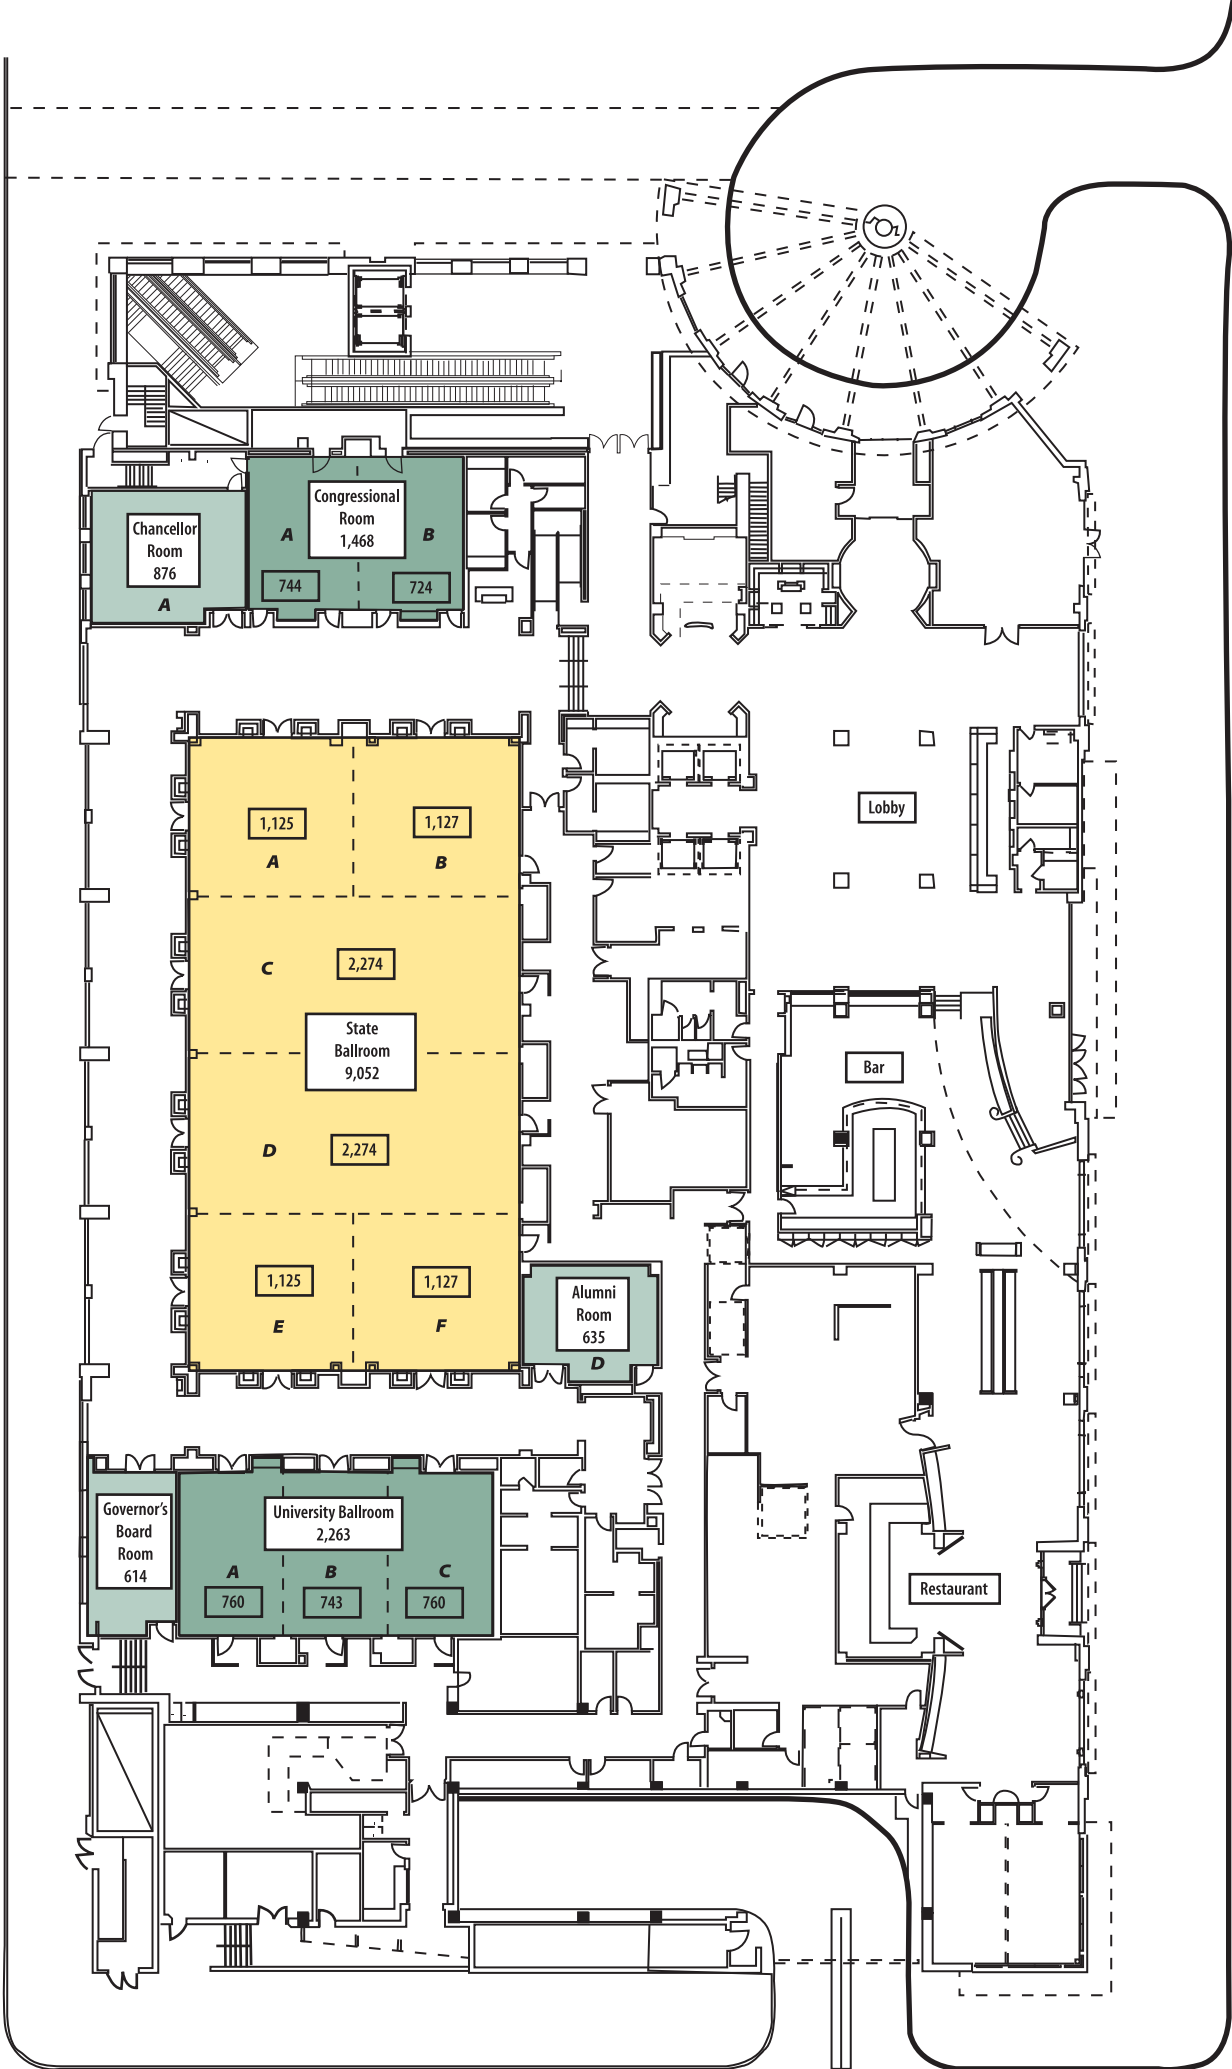 Congressional
Room
1,468
A
B
744
724
Chancellor
Room
876
A
1,125
A
1,127
B
Lobby
C
2,274
State
Ballroom
9,052
Bar
D
2,274
1,125
E
1,127
F
Alumni
Room
635
D
Governor's
Board
Room
614
University Ballroom
2,263
A
B
C
760
743
760
Restaurant